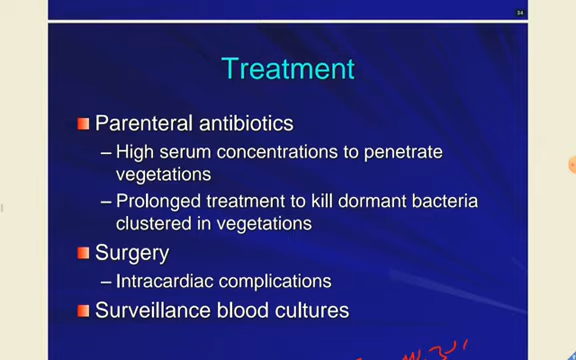 34
Treatment
Parenteral antibiotics
– High serum concentrations to penetrate
vegetations
– Prolonged treatment to kill dormant bacteria
clustered in vegetations
Surgery
– Intracardiac complications
Surveillance blood cultures